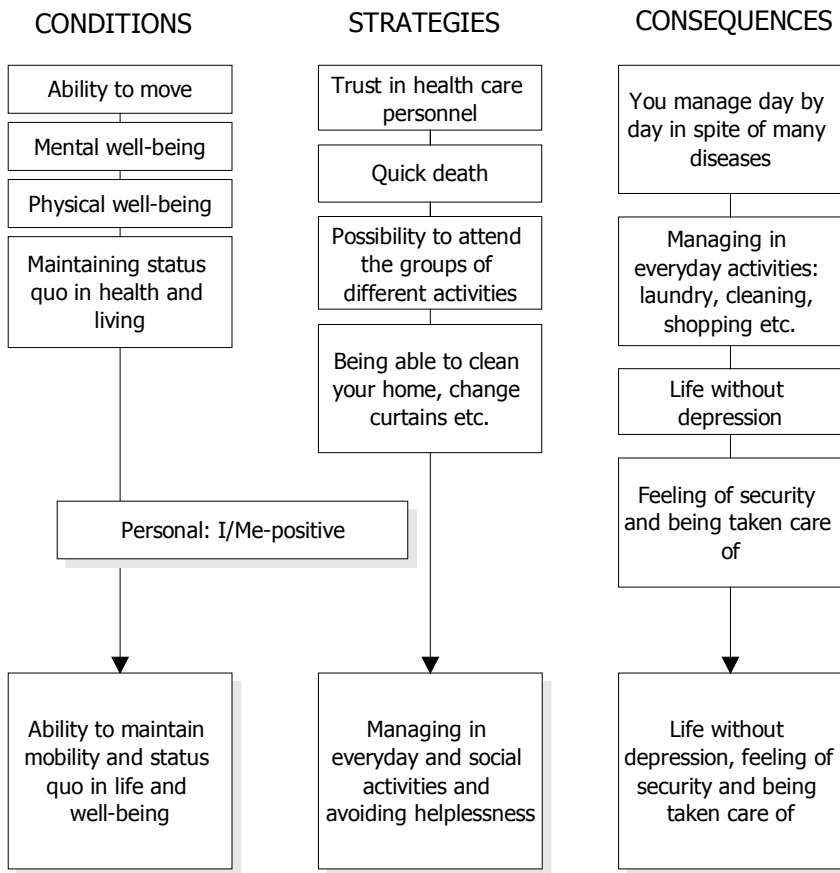 CONDITIONS
Ability to move
Mental well-being
Physical well-being
Maintaining status
quo in health and
living
STRATEGIES
Trust in health care
personnel
Quick death
Possibility to attend
the groups of
different activities
Being able to clean
your home, change
curtains etc.
CONSEQUENCES
You manage day by
day in spite of many
diseases
Managing in
everyday activities:
laundry, cleaning,
shopping etc.
Life without
depression
Feeling of security
and being taken care
of
Personal: I/Me-positive
Ability to maintain
mobility and status
quo in life and
well-being
Managing in
everyday and social
activities and
avoiding helplessness
Life without
depression, feeling of
security and being
taken care of